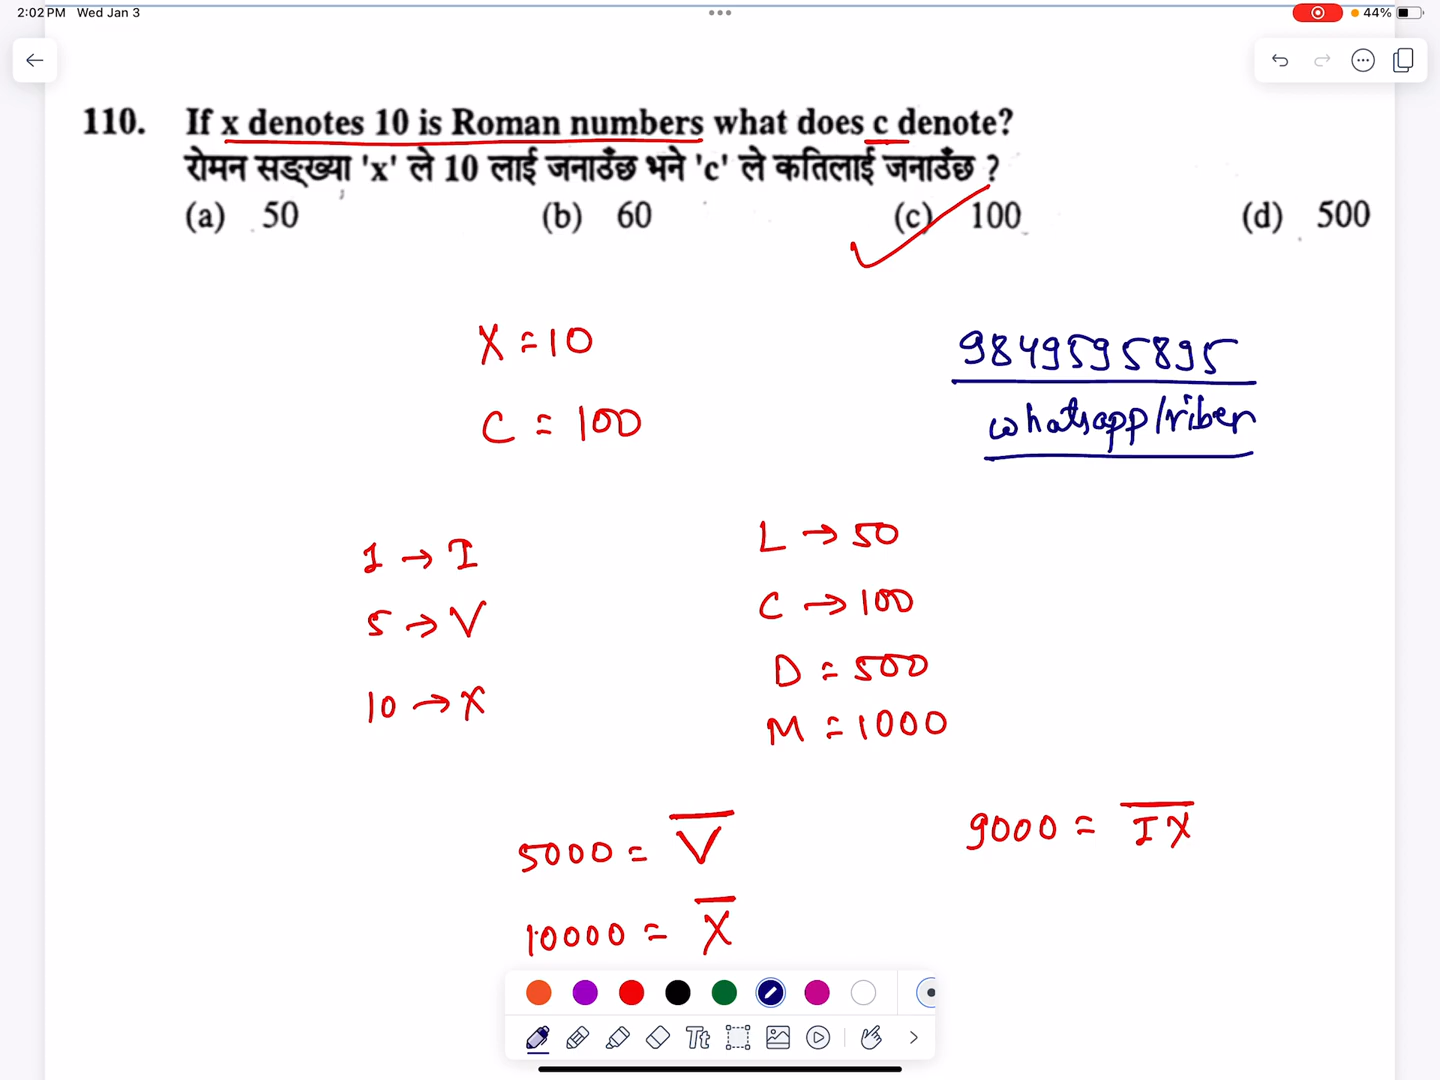 2:02 PM Wed Jan 3
44%
110. If x denotes 10 is Roman numbers what does c denote?
रोमन सङ्ख्या 'x' ले 10 लाई जनाउँछ भने 'c' ले कतिलाई जनाउँछ ?
(a) 50 (b) 60 (c) 100 (d) 500
X = 10
C = 100
9849595895
whatsapp/viber
1 → I
5 → V
10 → X
L → 50
C → 100
D = 500
M = 1000
5000 = V̅
10000 = X̅
9000 = I̅X̅
Tt